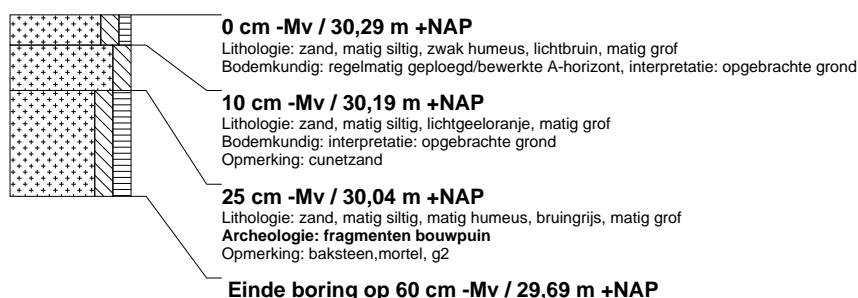 0 cm -Mv / 30,29 m +NAP
Lithologie: zand, matig siltig, zwak humeus, lichtbruin, matig grof
Bodemkundig: regelmatig geploegd/bewerkte A-horizont, interpretatie: opgebrachte grond
10 cm -Mv / 30,19 m +NAP
Lithologie: zand, matig siltig, lichtgeeloranje, matig grof
Bodemkundig: interpretatie: opgebrachte grond
Opmerking: cunetzand
25 cm -Mv / 30,04 m +NAP
Lithologie: zand, matig siltig, matig humeus, bruingrijs, matig grof
Archeologie: fragmenten bouwpuin
Opmerking: baksteen,mortel, g2
Einde boring op 60 cm -Mv / 29,69 m +NAP